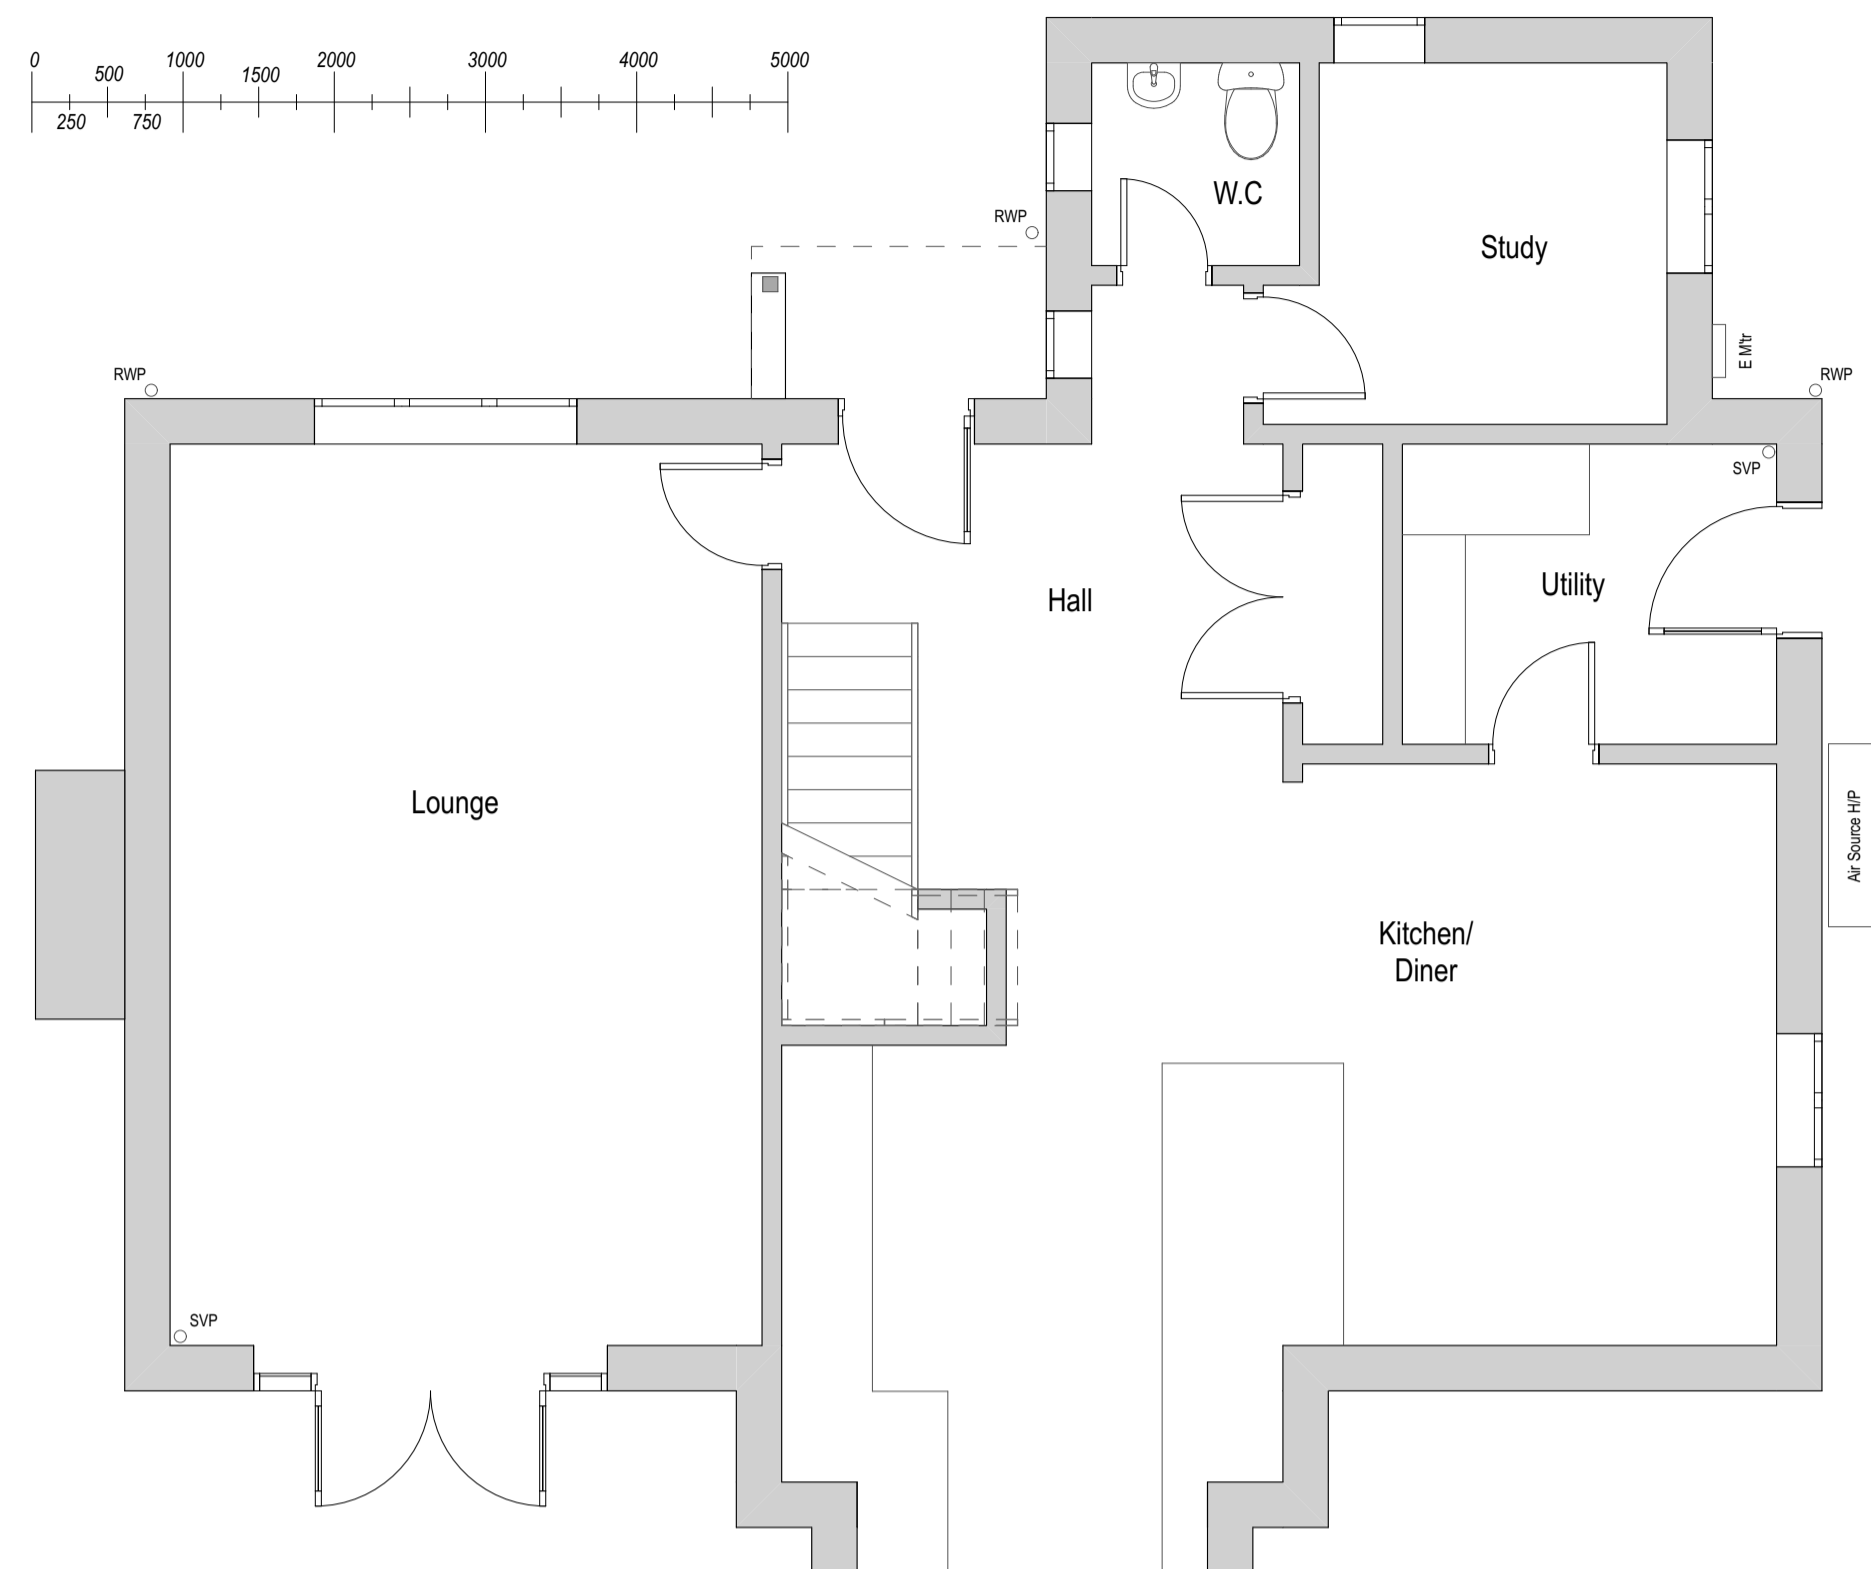 0 500 1000 1500 2000 3000 4000 5000
250 750
W.C
RWP
Study
E M'tr
RWP
RWP
SVP
Utility
Hall
Lounge
Air Source H/P
Kitchen/
Diner
SVP